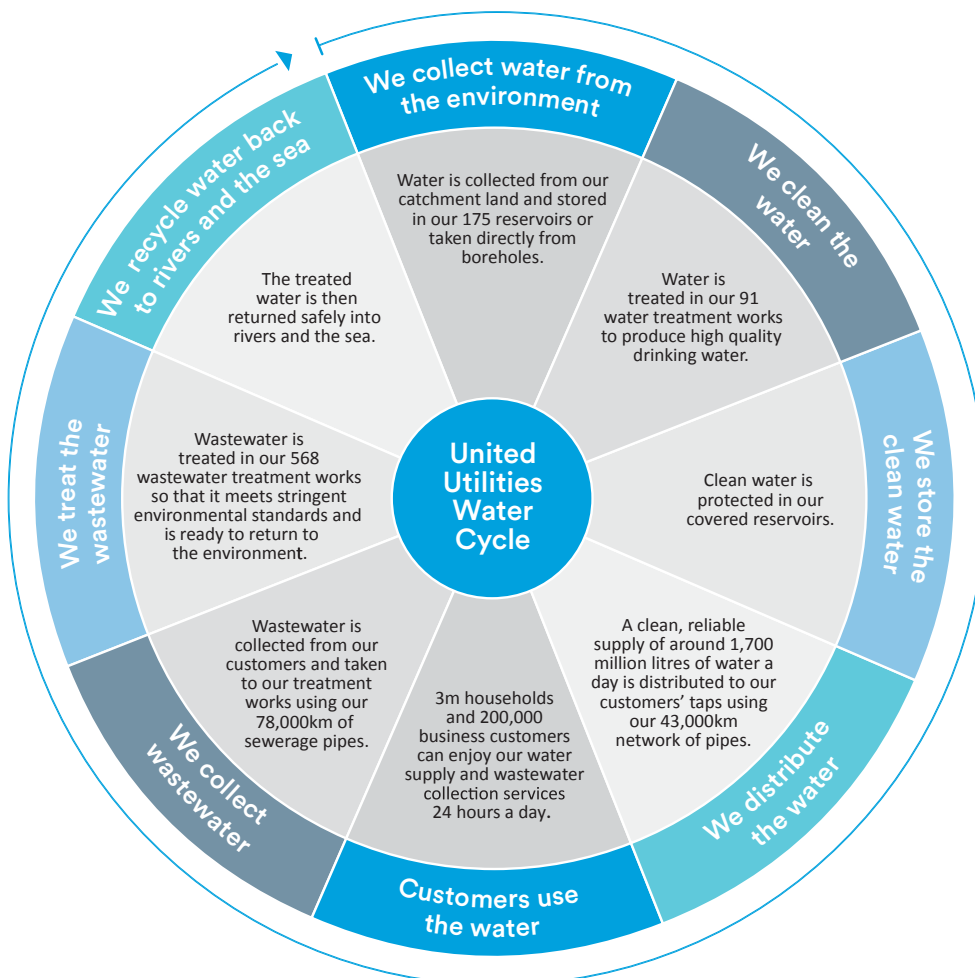 We collect water from
the environment
Water is collected from our
catchment land and stored
in our 175 reservoirs or
taken directly from
boreholes.
We clean the
water
Water is
treated in our 91
water treatment works
to produce high quality
drinking water.
We store the
clean water
Clean water is
protected in our
covered reservoirs.
We distribute
the water
A clean, reliable
supply of around 1,700
million litres of water a
day is distributed to our
customers’ taps using
our 43,000km
network of pipes.
Customers use
the water
3m households
and 200,000
business customers
can enjoy our water
supply and wastewater
collection services
24 hours a day.
We collect
wastewater
Wastewater is
collected from our
customers and taken
to our treatment
works using our
78,000km of
sewerage pipes.
We treat the
wastewater
Wastewater is
treated in our 568
wastewater treatment works
so that it meets stringent
environmental standards and
is ready to return to
the environment.
We recycle water back
to rivers and the sea
The treated
water is then
returned safely into
rivers and the sea.
United
Utilities
Water
Cycle